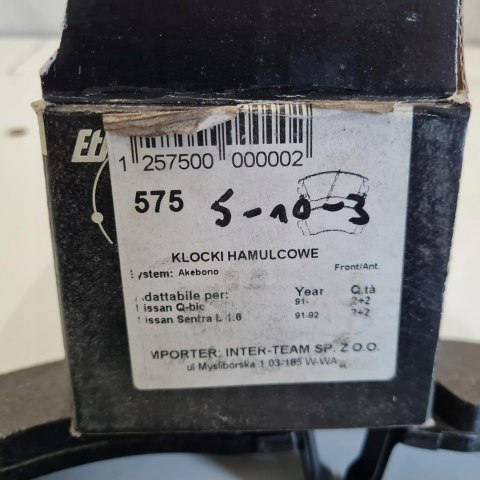 1 257500 000002
575 5-10-3
KLOCKI HAMULCOWE
System: Akebono Front/Ant.
Adattabile per: Year Q.tà
Nissan Q-bic 91- 2+2
Nissan Sentra L 1.6 91-92 2+2
IMPORTER: INTER-TEAM SP. Z O.O.
ul Myśliborska 1 03-185 W-WA